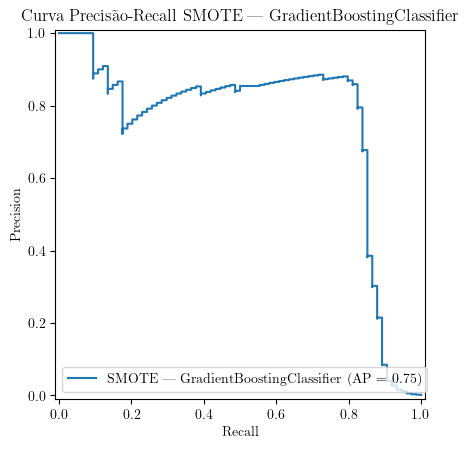 Curva Precisão-Recall SMOTE — GradientBoostingClassifier
1.0
0.8
0.6
0.4
0.2
0.0
Precision
SMOTE — GradientBoostingClassifier (AP = 0.75)
0.0 0.2 0.4 0.6 0.8 1.0
Recall